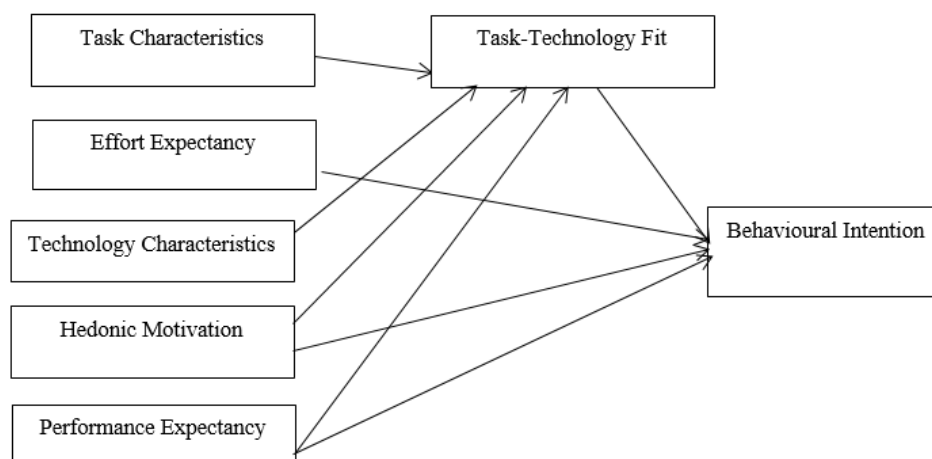 Task Characteristics
Task-Technology Fit
Effort Expectancy
Technology Characteristics
Behavioural Intention
Hedonic Motivation
Performance Expectancy